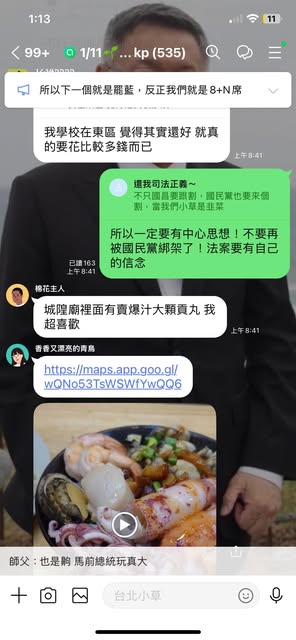 1:13
11
99+
1/11🌱... kp (535)
所以下一個就是罷藍，反正我們就是8+N席
我學校在東區 覺得其實還好 就真
的要花比較多錢而已
上午8:41
還我司法正義～
不只國昌要跟割，國民黨也要來個
割，當我們小草是韭菜
所以一定要有中心思想！不要再
被國民黨綁架了！法案要有自己
的信念
已讀163
上午8:41
棉花主人
城隍廟裡面有賣爆汁大顆貢丸 我
超喜歡
上午8:41
香香又漂亮的青鳥
https://maps.app.goo.gl/
wQNo53TsWSWfYwQQ6
師父：也是齁 馬前總統玩真大
台北小草